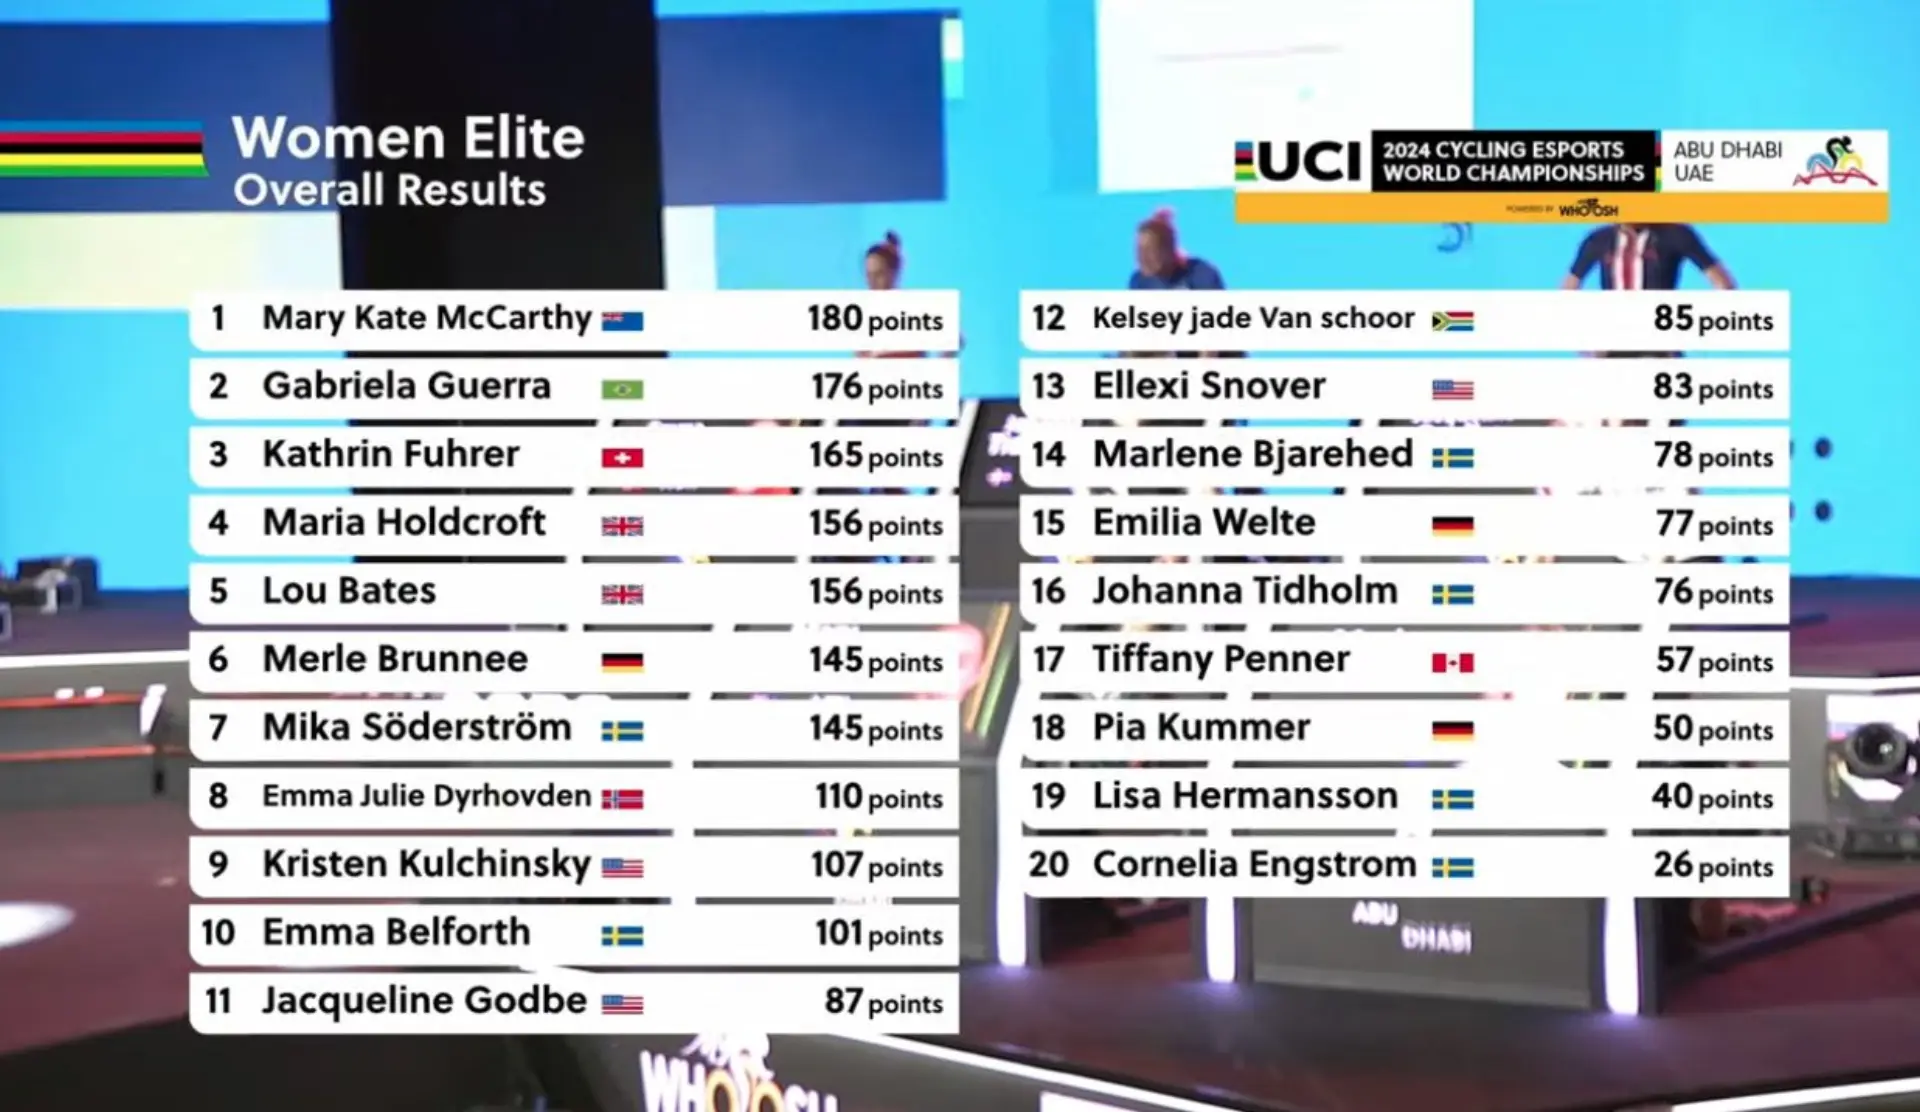 Women Elite
Overall Results
UCI
2024 CYCLING ESPORTS
WORLD CHAMPIONSHIPS
ABU DHABI
UAE
POWERED BY WHOOSH
1 Mary Kate McCarthy 180 points
2 Gabriela Guerra 176 points
3 Kathrin Fuhrer 165 points
4 Maria Holdcroft 156 points
5 Lou Bates 156 points
6 Merle Brunnee 145 points
7 Mika Söderström 145 points
8 Emma Julie Dyrhovden 110 points
9 Kristen Kulchinsky 107 points
10 Emma Belforth 101 points
11 Jacqueline Godbe 87 points
12 Kelsey jade Van schoor 85 points
13 Ellexi Snover 83 points
14 Marlene Bjarehed 78 points
15 Emilia Welte 77 points
16 Johanna Tidholm 76 points
17 Tiffany Penner 57 points
18 Pia Kummer 50 points
19 Lisa Hermansson 40 points
20 Cornelia Engstrom 26 points
ABU
DHABI
WHOOSH